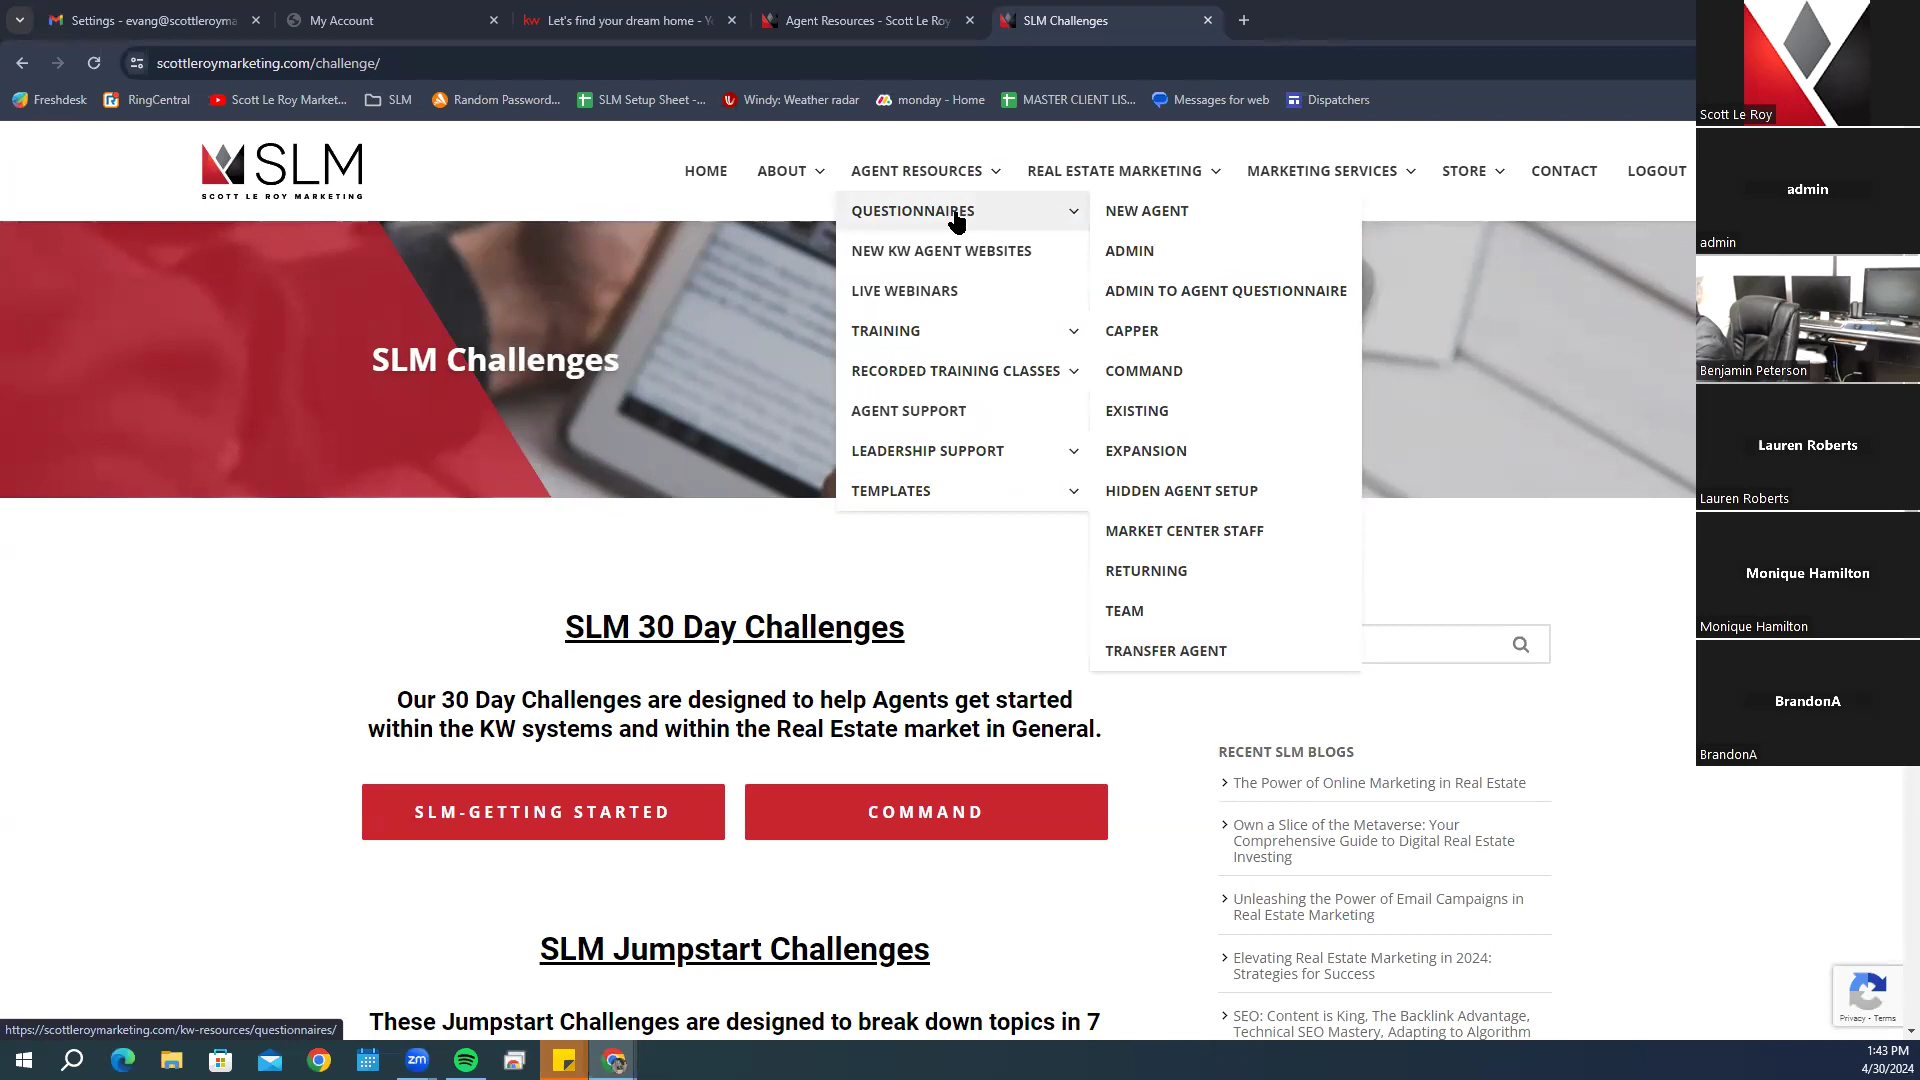 Settings - evang@scottleroyma
My Account
kw
Let's find your dream home - Y
Agent Resources - Scott Le Roy
SLM Challenges
scottleroymarketing.com/challenge/
Freshdesk
RingCentral
Scott Le Roy Market...
SLM
Random Password...
SLM Setup Sheet -...
Windy: Weather radar
monday - Home
MASTER CLIENT LIS...
Messages for web
Dispatchers
SLM
SCOTT LE ROY MARKETING
HOME
ABOUT
AGENT RESOURCES
REAL ESTATE MARKETING
MARKETING SERVICES
STORE
CONTACT
LOGOUT
QUESTIONNAIRES
NEW KW AGENT WEBSITES
LIVE WEBINARS
TRAINING
RECORDED TRAINING CLASSES
AGENT SUPPORT
LEADERSHIP SUPPORT
TEMPLATES
NEW AGENT
ADMIN
ADMIN TO AGENT QUESTIONNAIRE
CAPPER
COMMAND
EXISTING
EXPANSION
HIDDEN AGENT SETUP
MARKET CENTER STAFF
RETURNING
TEAM
TRANSFER AGENT
SLM Challenges
SLM 30 Day Challenges
Our 30 Day Challenges are designed to help Agents get started
within the KW systems and within the Real Estate market in General.
SLM-GETTING STARTED
COMMAND
SLM Jumpstart Challenges
These Jumpstart Challenges are designed to break down topics in 7
RECENT SLM BLOGS
The Power of Online Marketing in Real Estate
Own a Slice of the Metaverse: Your
Comprehensive Guide to Digital Real Estate
Investing
Unleashing the Power of Email Campaigns in
Real Estate Marketing
Elevating Real Estate Marketing in 2024:
Strategies for Success
SEO: Content is King, The Backlink Advantage,
Technical SEO Mastery, Adapting to Algorithm
Privacy - Terms
https://scottleroymarketing.com/kw-resources/questionnaires/
Scott Le Roy
admin
admin
Benjamin Peterson
Lauren Roberts
Lauren Roberts
Monique Hamilton
Monique Hamilton
BrandonA
BrandonA
zm
1:43 PM
4/30/2024